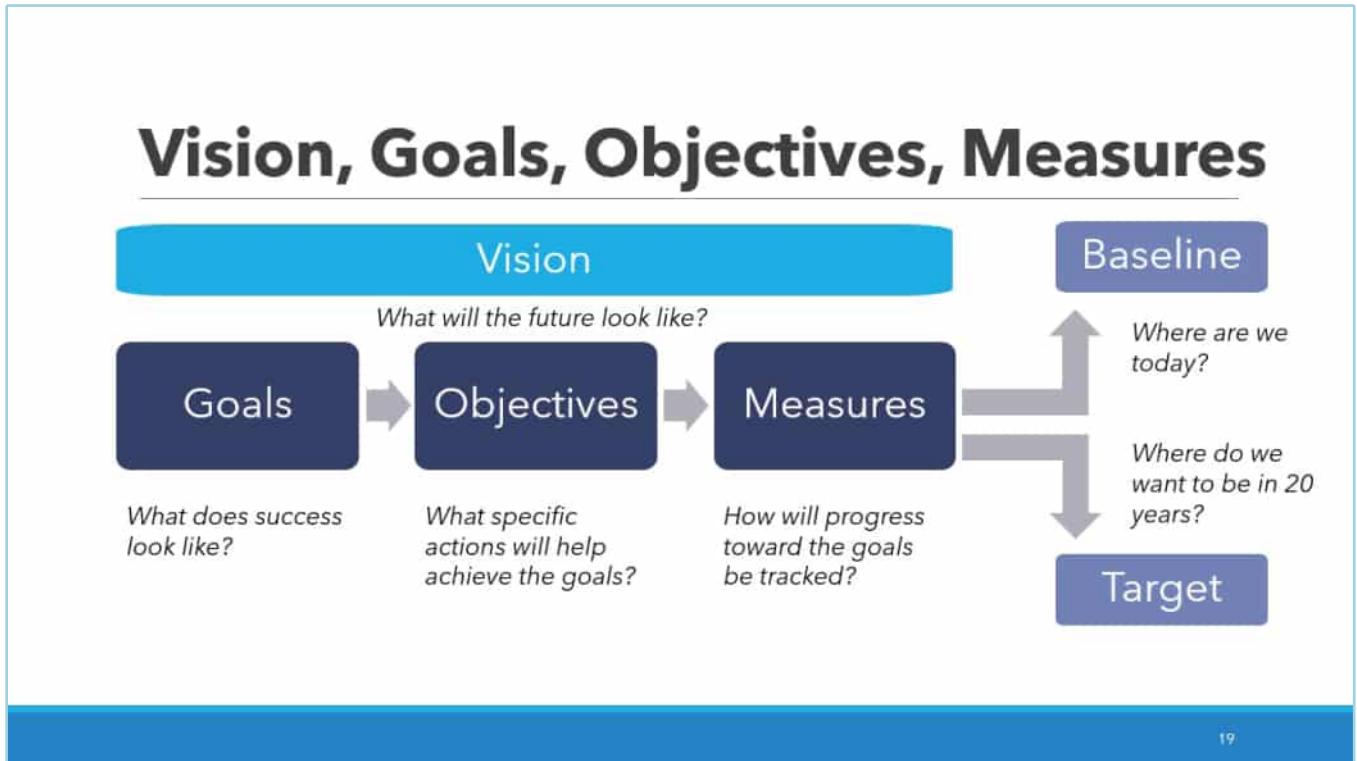 Vision, Goals, Objectives, Measures
Vision
What will the future look like?
Goals
Objectives
Measures
What does success
look like?
What specific
actions will help
achieve the goals?
How will progress
toward the goals
be tracked?
Baseline
Where are we
today?
Where do we
want to be in 20
years?
Target
19